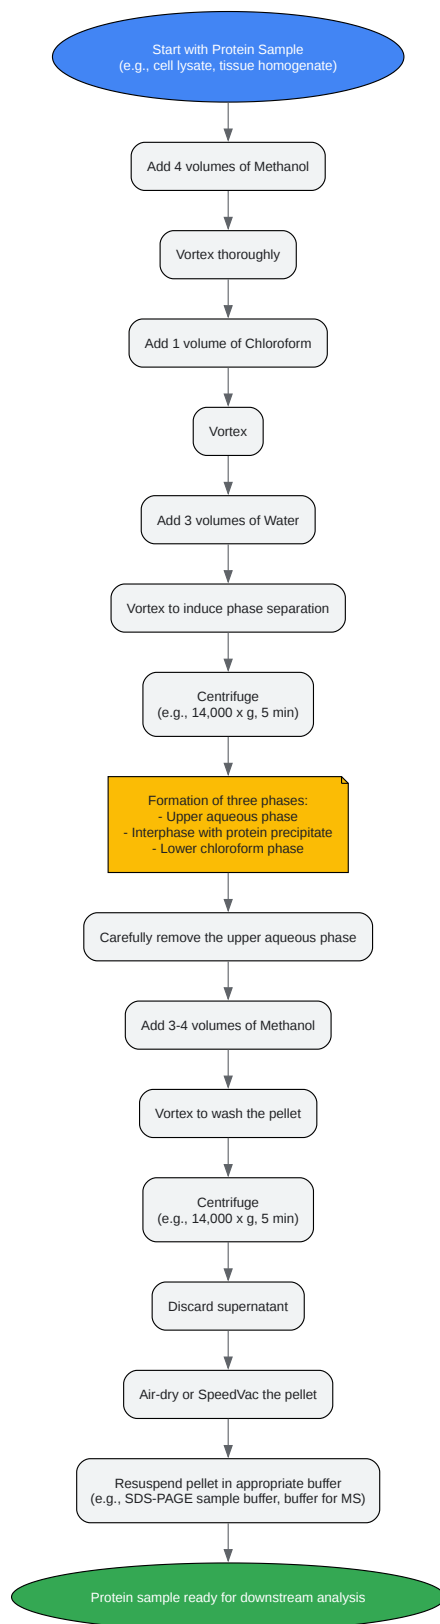 Start with Protein Sample
(e.g., cell lysate, tissue homogenate)
Add 4 volumes of Methanol
Vortex thoroughly
Add 1 volume of Chloroform
Vortex
Add 3 volumes of Water
Vortex to induce phase separation
Centrifuge
(e.g., 14,000 x g, 5 min)
Formation of three phases:
- Upper aqueous phase
- Interphase with protein precipitate
- Lower chloroform phase
Carefully remove the upper aqueous phase
Add 3-4 volumes of Methanol
Vortex to wash the pellet
Centrifuge
(e.g., 14,000 x g, 5 min)
Discard supernatant
Air-dry or SpeedVac the pellet
Resuspend pellet in appropriate buffer
(e.g., SDS-PAGE sample buffer, buffer for MS)
Protein sample ready for downstream analysis